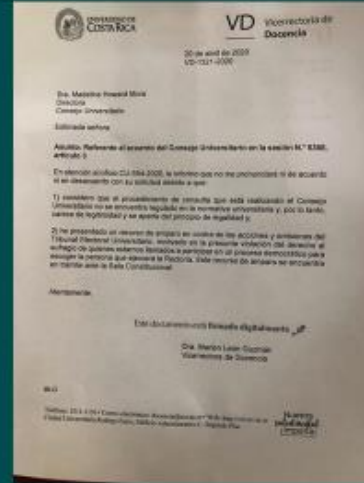 UNIVERSIDAD DE
COSTA RICA
VD Vicerrectoría de
Docencia
20 de abril de 2020
VD-1321-2020
Dra. Madeline Howard Mora
Directora
Consejo Universitario
Estimada señora:
Asunto: Referente al acuerdo del Consejo Universitario en la sesión N.°
artículo
En atención al oficio le informo que no me pronunciaré ni de acuerdo
ni en desacuerdo con su solicitud debido a que:
1) considero que el procedimiento de consulta que está realizando el Consejo
Universitario no se encuentra regulado en la normativa universitaria y, por lo tanto,
carece de legitimidad y se aparta del principio de legalidad y,
2) he presentado un recurso de amparo en contra de las acciones y omisiones del
Tribunal Electoral Universitario, motivado en la presente violación del derecho al
sufragio de quienes estamos llamados a participar en un proceso democrático para
escoger la persona que ejercerá la Rectoría. Este recurso de amparo se encuentra
en trámite ante la Sala Constitucional.
Atentamente,
Este documento está firmado digitalmente
Dra. Marlen León Guzmán
Vicerrectora de Docencia